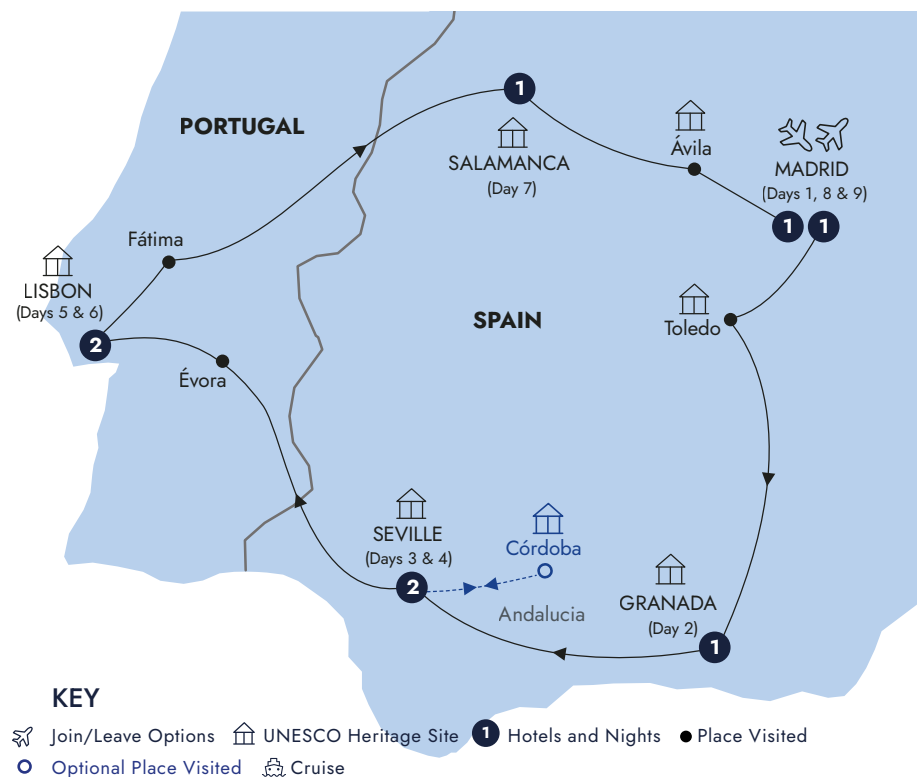 PORTUGAL
1
SALAMANCA
(Day 7)
Ávila
MADRID
(Days 1, 8 & 9)
1
1
Fátima
LISBON
(Days 5 & 6)
2
Évora
SPAIN
Toledo
SEVILLE
(Days 3 & 4)
2
Córdoba
Andalucia
GRANADA
(Day 2)
1
KEY
Join/Leave Options
UNESCO Heritage Site
1 Hotels and Nights
Place Visited
Optional Place Visited
Cruise